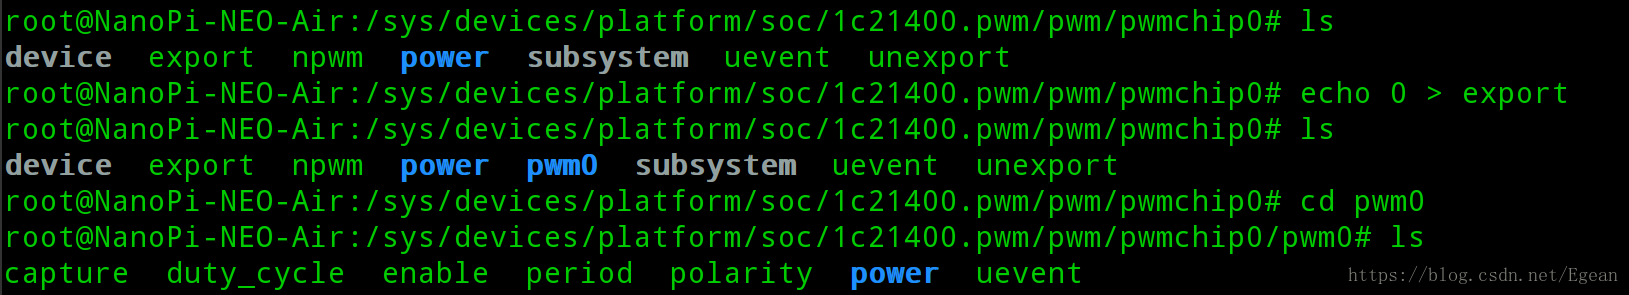 root@NanoPi-NEO-Air:/sys/devices/platform/soc/1c21400.pwm/pwm/pwmchip0# ls
device  export  npwm  power  subsystem  uevent  unexport
root@NanoPi-NEO-Air:/sys/devices/platform/soc/1c21400.pwm/pwm/pwmchip0# echo 0 > export
root@NanoPi-NEO-Air:/sys/devices/platform/soc/1c21400.pwm/pwm/pwmchip0# ls
device  export  npwm  power  pwm0  subsystem  uevent  unexport
root@NanoPi-NEO-Air:/sys/devices/platform/soc/1c21400.pwm/pwm/pwmchip0# cd pwm0
root@NanoPi-NEO-Air:/sys/devices/platform/soc/1c21400.pwm/pwm/pwmchip0/pwm0# ls
capture  duty_cycle  enable  period  polarity  power  uevent
https://blog.csdn.net/Egean